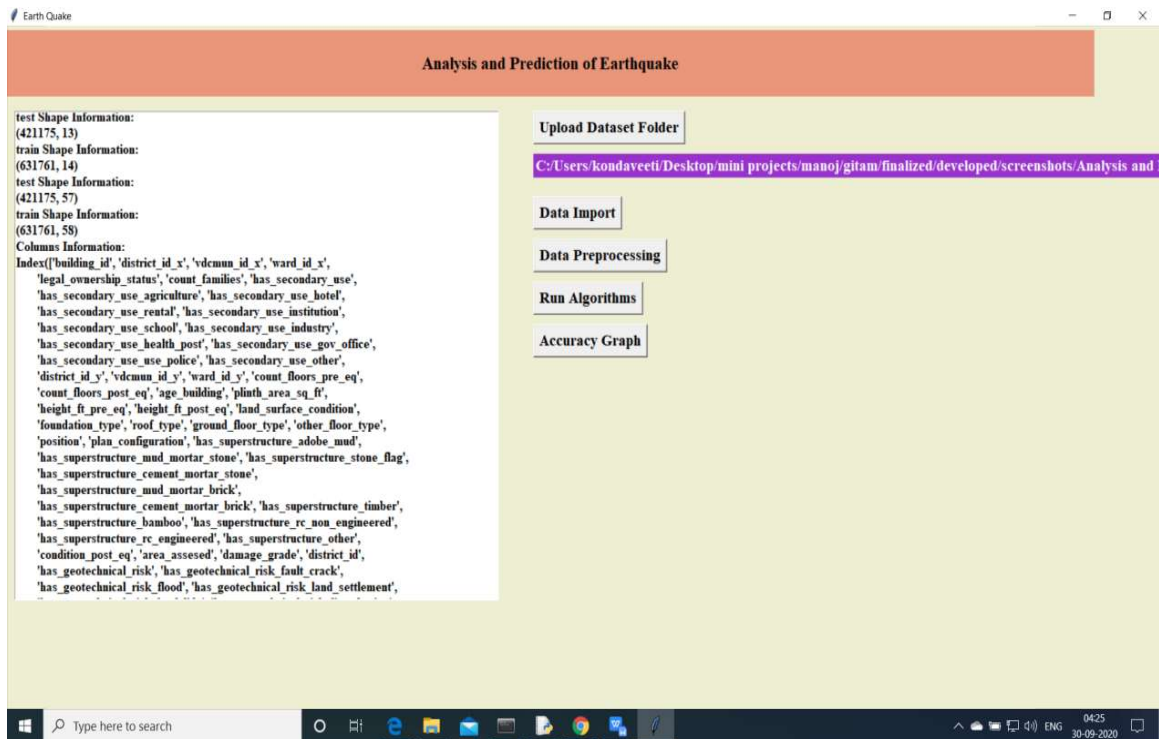 Earth Quake
Analysis and Prediction of Earthquake
test Shape Information:
(421175, 13)
train Shape Information:
(631761, 14)
test Shape Information:
(421175, 57)
train Shape Information:
(631761, 58)
Columns Information:
Index(['building_id', 'district_id_x', 'vdcmun_id_x', 'ward_id_x',
'legal_ownership_status', 'count_families', 'has_secondary_use',
'has_secondary_use_agriculture', 'has_secondary_use_hotel',
'has_secondary_use_rental', 'has_secondary_use_institution',
'has_secondary_use_school', 'has_secondary_use_industry',
'has_secondary_use_health_post', 'has_secondary_use_gov_office',
'has_secondary_use_use_police', 'has_secondary_use_other',
'district_id_y', 'vdcmun_id_y', 'ward_id_y', 'count_floors_pre_eq',
'count_floors_post_eq', 'age_building', 'plinth_area_sq_ft',
'height_ft_pre_eq', 'height_ft_post_eq', 'land_surface_condition',
'foundation_type', 'roof_type', 'ground_floor_type', 'other_floor_type',
'position', 'plan_configuration', 'has_superstructure_adobe_mud',
'has_superstructure_mud_mortar_stone', 'has_superstructure_stone_flag',
'has_superstructure_cement_mortar_stone',
'has_superstructure_mud_mortar_brick',
'has_superstructure_cement_mortar_brick', 'has_superstructure_timber',
'has_superstructure_bamboo', 'has_superstructure_rc_non_engineered',
'has_superstructure_rc_engineered', 'has_superstructure_other',
'condition_post_eq', 'area_assesed', 'damage_grade', 'district_id',
'has_geotechnical_risk', 'has_geotechnical_risk_fault_crack',
'has_geotechnical_risk_flood', 'has_geotechnical_risk_land_settlement',
Upload Dataset Folder
C:/Users/kondaveeti/Desktop/mini projects/manoj/gitam/finalized/developed/screenshots/Analysis and
Data Import
Data Preprocessing
Run Algorithms
Accuracy Graph
Type here to search
ENG
04:25
30-09-2020